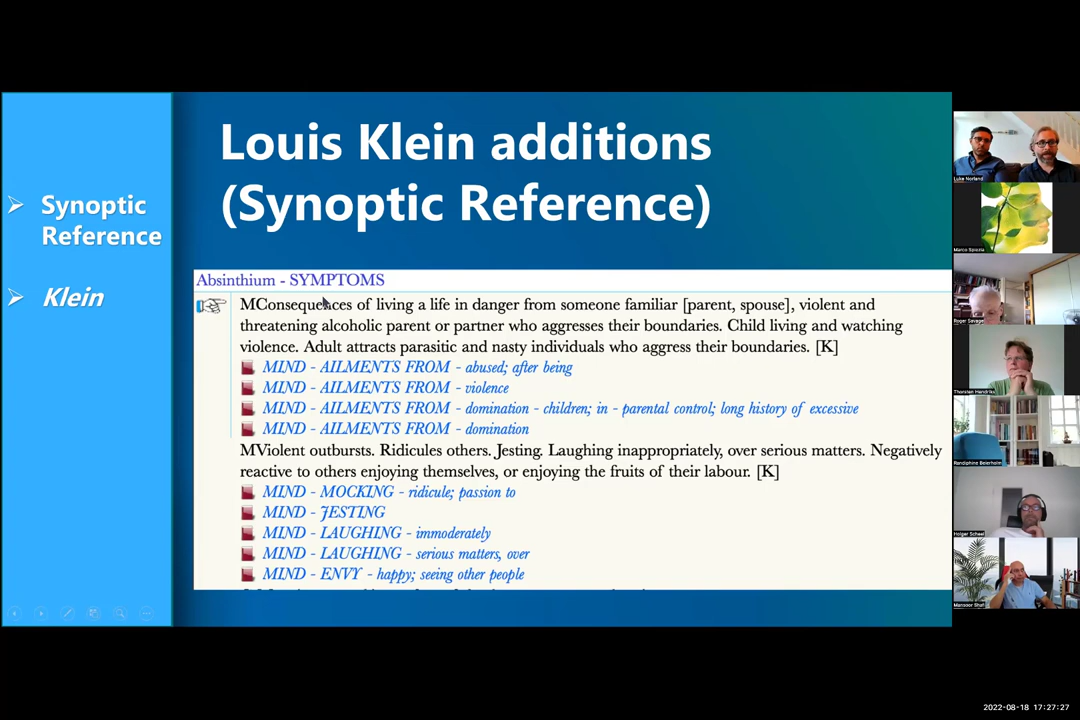 Synoptic
Reference
Klein
Louis Klein additions
(Synoptic Reference)
Absinthium - SYMPTOMS
MConsequences of living a life in danger from someone familiar [parent, spouse], violent and
threatening alcoholic parent or partner who aggresses their boundaries. Child living and watching
violence. Adult attracts parasitic and nasty individuals who aggress their boundaries. [K]
MIND - AILMENTS FROM - abused; after being
MIND - AILMENTS FROM - violence
MIND - AILMENTS FROM - domination - children; in - parental control; long history of excessive
MIND - AILMENTS FROM - domination
MViolent outbursts. Ridicules others. Jesting. Laughing inappropriately, over serious matters. Negatively
reactive to others enjoying themselves, or enjoying the fruits of their labour. [K]
MIND - MOCKING - ridicule; passion to
MIND - JESTING
MIND - LAUGHING - immoderately
MIND - LAUGHING - serious matters, over
MIND - ENVY - happy; seeing other people
Luke Norland
Marco Spiezia
Roger Savage
Thorsten Hendriks
Randiphine Beierholm
Holger Scheel
Mansoor Shafi
2022-08-18 17:27:27